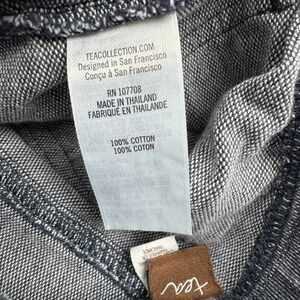 TEACOLLECTION.COM
Designed in San Francisco
Conçu à San Francisco
RN 107708
MADE IN THAILAND
FABRIQUÉ EN THAÏLANDE
100% COTTON
100% COTON
tea